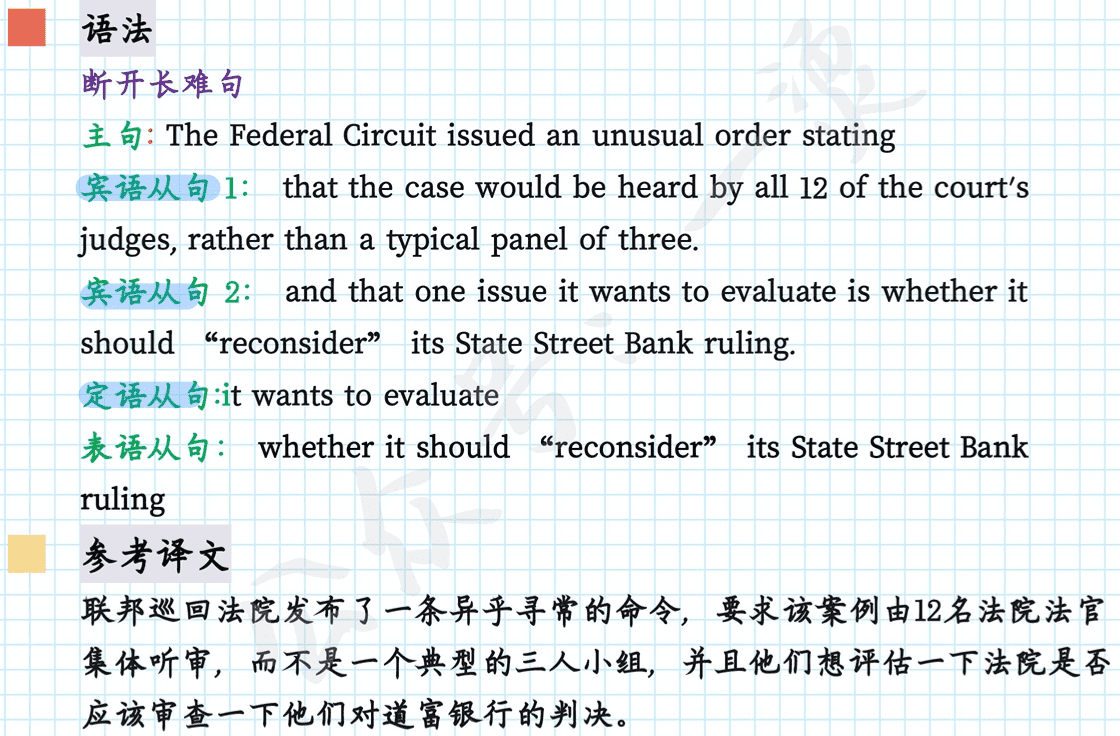 语法
断开长难句
主句: The Federal Circuit issued an unusual order stating
宾语从句 1: that the case would be heard by all 12 of the court's
judges, rather than a typical panel of three.
宾语从句 2: and that one issue it wants to evaluate is whether it
should “reconsider” its State Street Bank ruling.
定语从句:it wants to evaluate
表语从句: whether it should “reconsider” its State Street Bank
ruling
参考译文
联邦巡回法院发布了一条异乎寻常的命令，要求该案例由12名法院法官
集体听审，而不是一个典型的三人小组，并且他们想评估一下法院是否
应该审查一下他们对道富银行的判决。